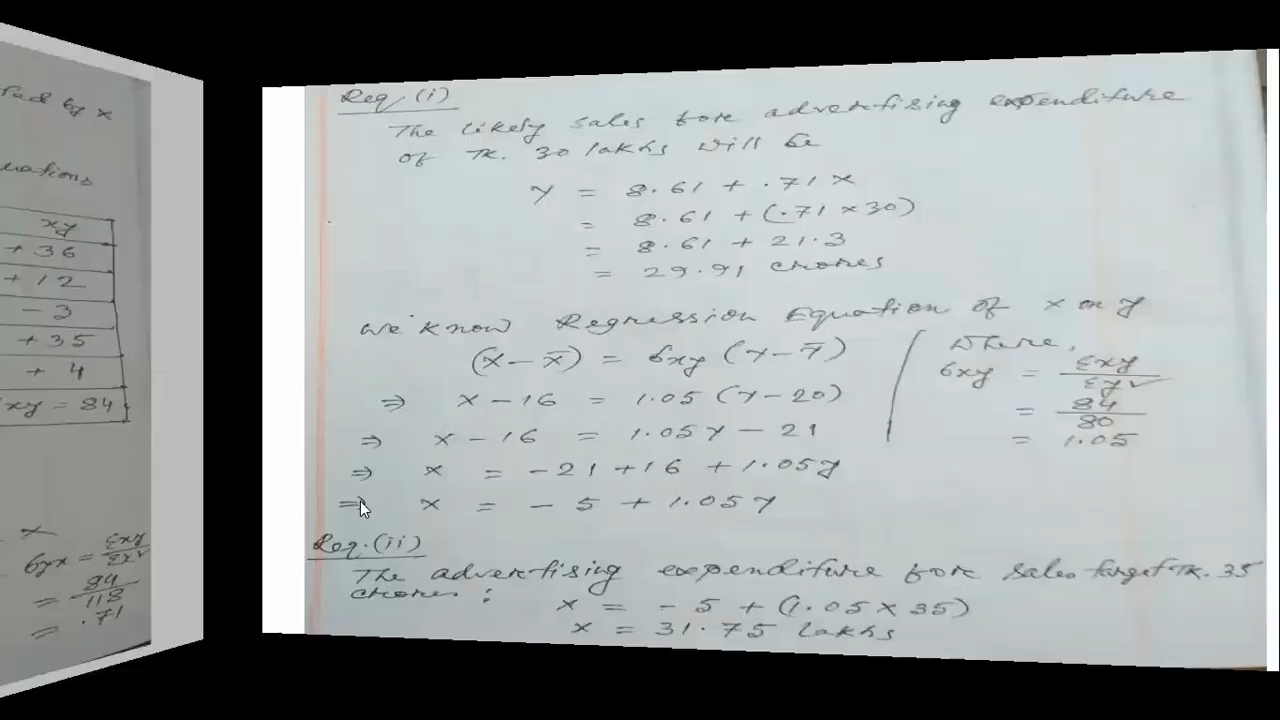 by x
xy
+ 36
+ 12
- 3
+ 35
+ 4
xy = 84
x
byx = Σxy / Σx²
= 84 / 118
= .71
Req. (i)
The likely sales fore advertising expenditure
of TK. 30 lakhs will be
Y = 8.61 + .71 X
= 8.61 + (.71 x 30)
= 8.61 + 21.3
= 29.91 crores
We know Regression Equation of x on y
(x - x̄) = bxy (Y - Ȳ)
⇒ x - 16 = 1.05 (Y - 20)
⇒ x - 16 = 1.05Y - 21
⇒ x = -21 + 16 + 1.05y
⇒ x = - 5 + 1.05Y
where,
bxy = Σxy / Σy²
= 84 / 80
= 1.05
Req. (ii)
The advertising expenditure fore sales target TK. 35
crores :
x = - 5 + (1.05 x 35)
x = 31.75 lakhs